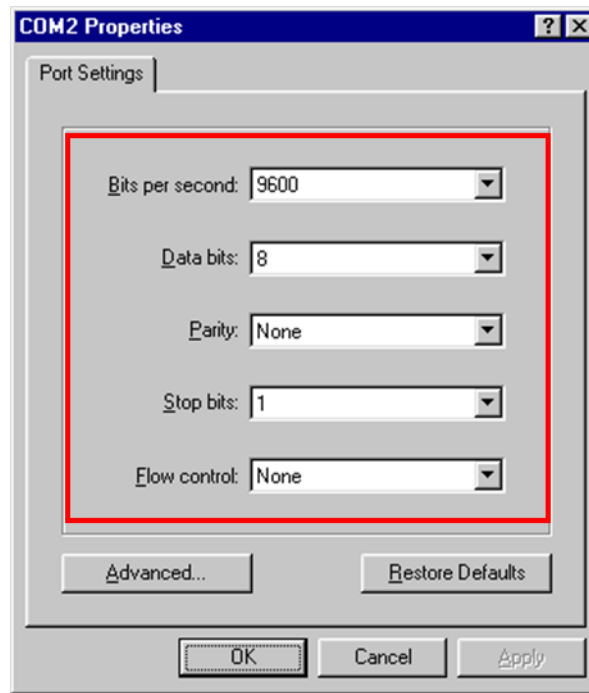 COM2 Properties
Port Settings
Bits per second: 9600
Data bits: 8
Parity: None
Stop bits: 1
Flow control: None
Advanced... Restore Defaults
OK Cancel Apply